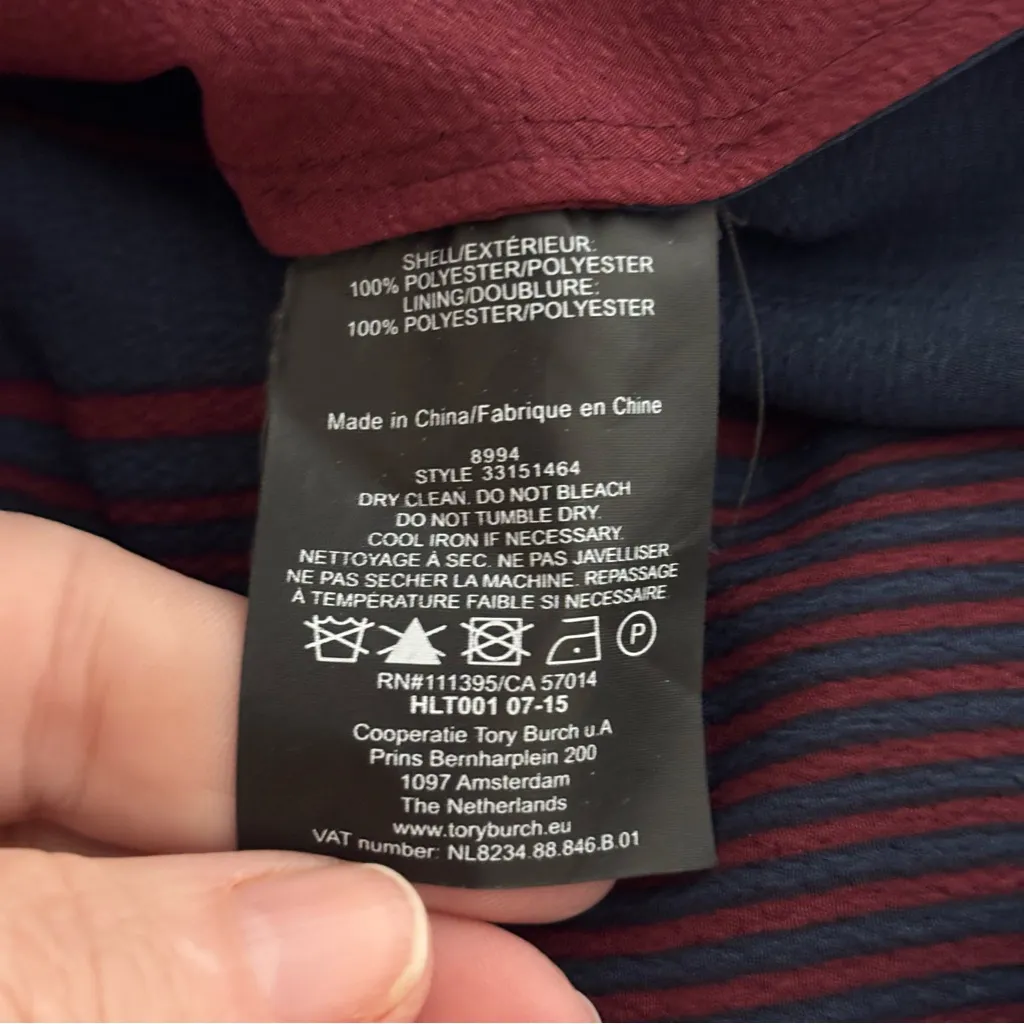 SHELL/EXTÉRIEUR:
100% POLYESTER/POLYESTER
LINING/DOUBLURE:
100% POLYESTER/POLYESTER
Made in China/Fabrique en Chine
8994
STYLE 33151464
DRY CLEAN. DO NOT BLEACH
DO NOT TUMBLE DRY.
COOL IRON IF NECESSARY.
NETTOYAGE À SEC. NE PAS JAVELLISER
NE PAS SECHER LA MACHINE. REPASSAGE
À TEMPÉRATURE FAIBLE SI NECESSAIRE
P
RN#111395/CA 57014
HLT001 07-15
Cooperatie Tory Burch u.A
Prins Bernharplein 200
1097 Amsterdam
The Netherlands
www.toryburch.eu
VAT number: NL8234.88.846.B.01